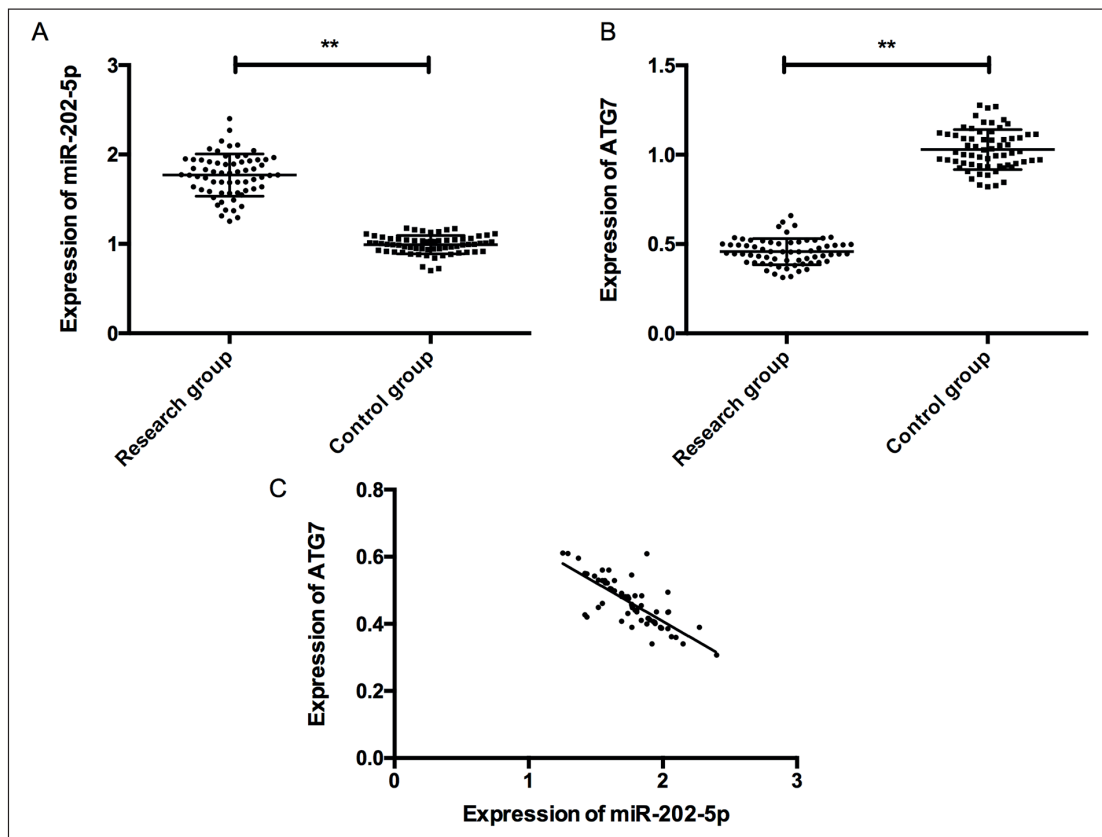 A
**
Expression of miR-202-5p
3
2
1
0
Research group
Control group
B
**
Expression of ATG7
1.5
1.0
0.5
0.0
Research group
Control group
C
Expression of ATG7
0.8
0.6
0.4
0.2
0.0
0
1
2
3
Expression of miR-202-5p